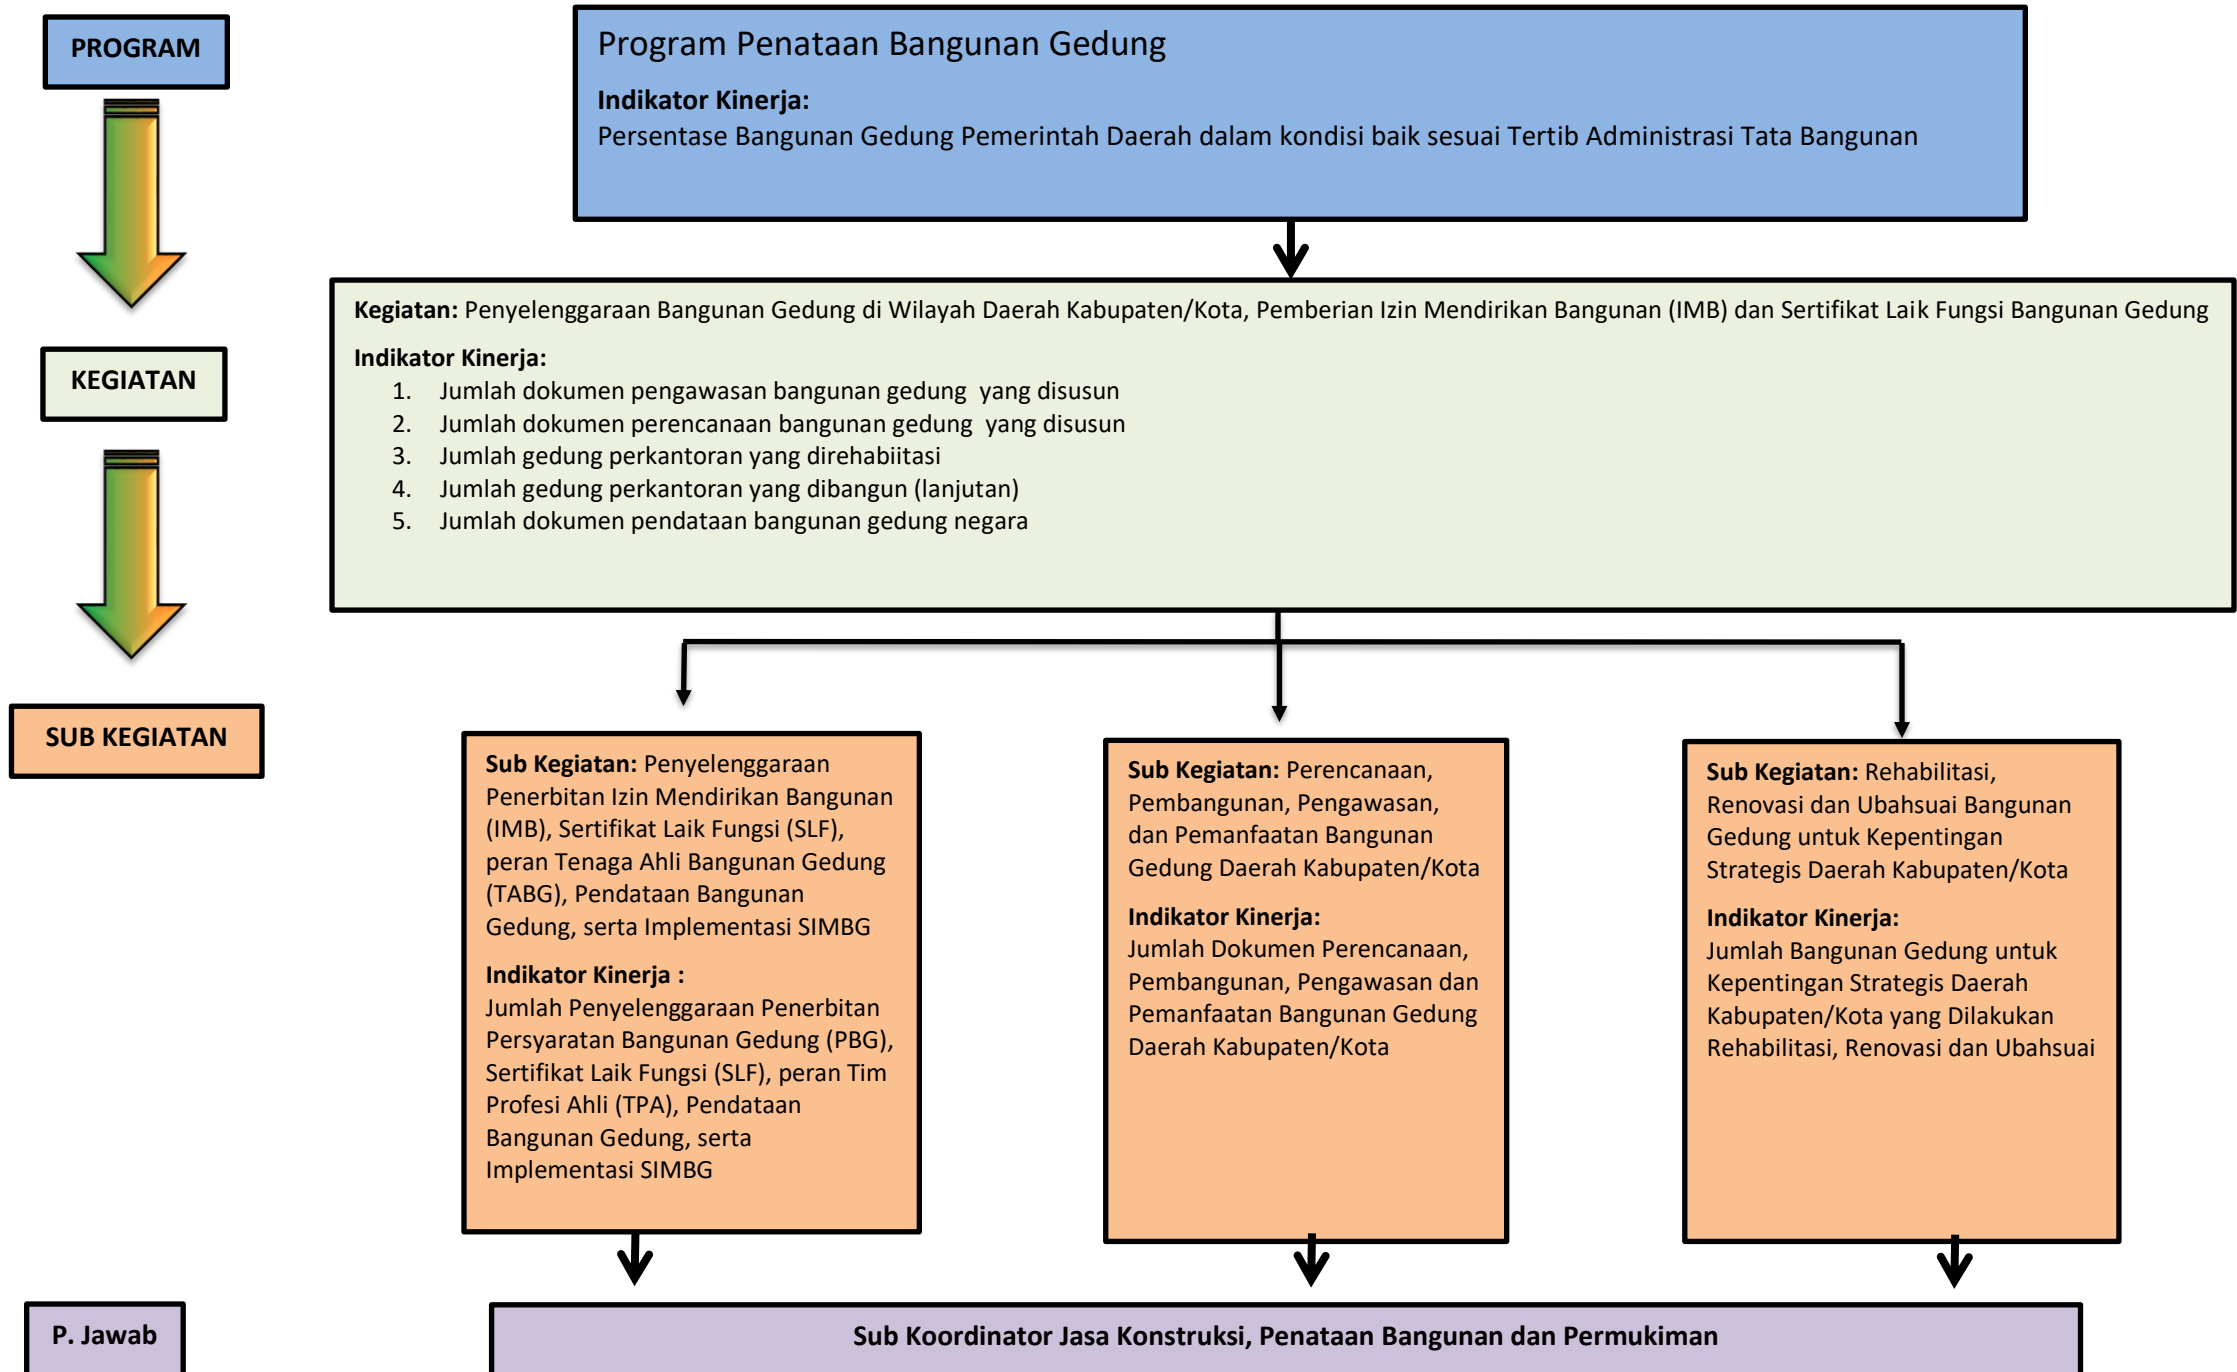 PROGRAM
Program Penataan Bangunan Gedung
Indikator Kinerja:
Persentase Bangunan Gedung Pemerintah Daerah dalam kondisi baik sesuai Tertib Administrasi Tata Bangunan
KEGIATAN
Kegiatan: Penyelenggaraan Bangunan Gedung di Wilayah Daerah Kabupaten/Kota, Pemberian Izin Mendirikan Bangunan (IMB) dan Sertifikat Laik Fungsi Bangunan Gedung
Indikator Kinerja:
1. Jumlah dokumen pengawasan bangunan gedung yang disusun
2. Jumlah dokumen perencanaan bangunan gedung yang disusun
3. Jumlah gedung perkantoran yang direhabiitasi
4. Jumlah gedung perkantoran yang dibangun (lanjutan)
5. Jumlah dokumen pendataan bangunan gedung negara
SUB KEGIATAN
Sub Kegiatan: Penyelenggaraan
Penerbitan Izin Mendirikan Bangunan
(IMB), Sertifikat Laik Fungsi (SLF),
peran Tenaga Ahli Bangunan Gedung
(TABG), Pendataan Bangunan
Gedung, serta Implementasi SIMBG
Indikator Kinerja :
Jumlah Penyelenggaraan Penerbitan
Persyaratan Bangunan Gedung (PBG),
Sertifikat Laik Fungsi (SLF), peran Tim
Profesi Ahli (TPA), Pendataan
Bangunan Gedung, serta
Implementasi SIMBG
Sub Kegiatan: Perencanaan,
Pembangunan, Pengawasan,
dan Pemanfaatan Bangunan
Gedung Daerah Kabupaten/Kota
Indikator Kinerja:
Jumlah Dokumen Perencanaan,
Pembangunan, Pengawasan dan
Pemanfaatan Bangunan Gedung
Daerah Kabupaten/Kota
Sub Kegiatan: Rehabilitasi,
Renovasi dan Ubahsuai Bangunan
Gedung untuk Kepentingan
Strategis Daerah Kabupaten/Kota
Indikator Kinerja:
Jumlah Bangunan Gedung untuk
Kepentingan Strategis Daerah
Kabupaten/Kota yang Dilakukan
Rehabilitasi, Renovasi dan Ubahsuai
P. Jawab
Sub Koordinator Jasa Konstruksi, Penataan Bangunan dan Permukiman